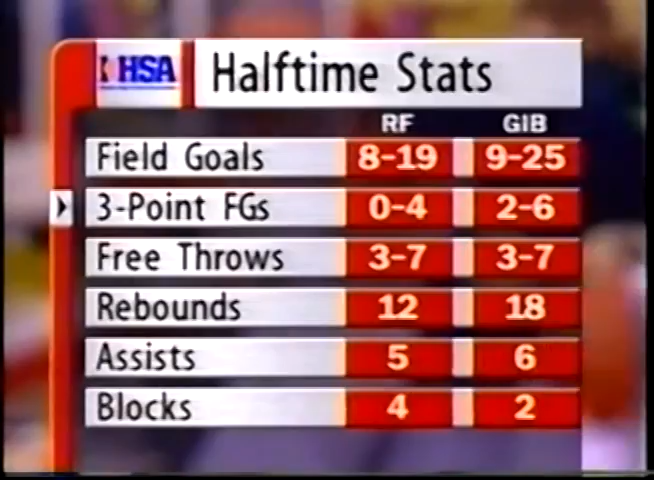 IHSA Halftime Stats
RF GIB
Field Goals 8-19 9-25
3-Point FGs 0-4 2-6
Free Throws 3-7 3-7
Rebounds 12 18
Assists 5 6
Blocks 4 2